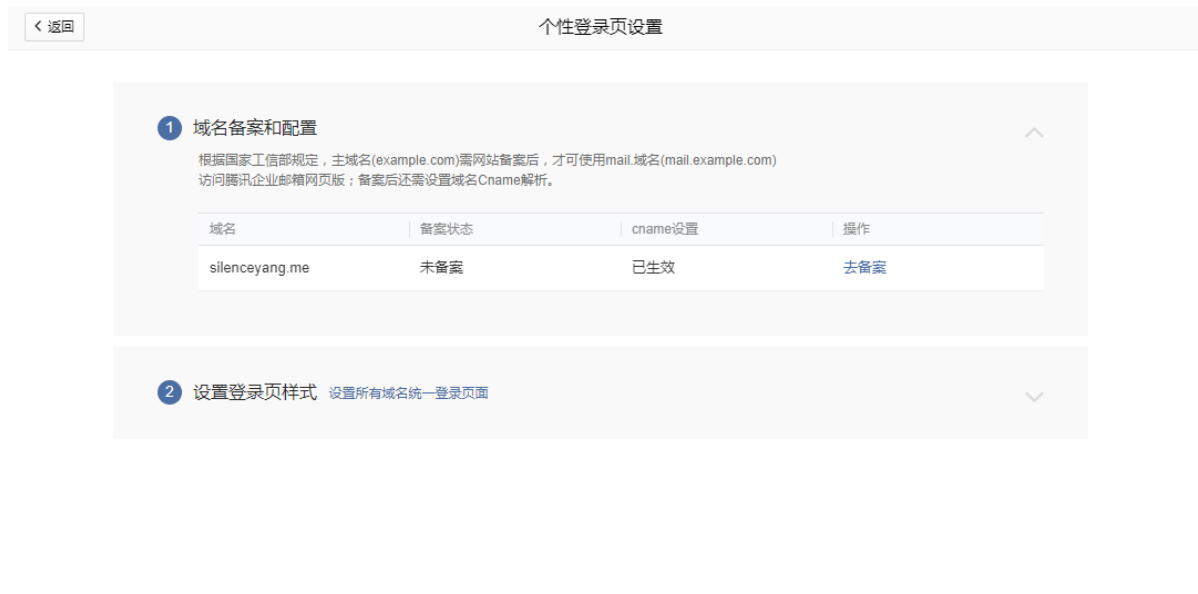 返回
个性登录页设置
1 域名备案和配置
根据国家工信部规定，主域名(example.com)需网站备案后，才可使用mail.域名(mail.example.com)
访问腾讯企业邮箱网页版；备案后还需设置域名Cname解析。
域名 备案状态 cname设置 操作
silenceyang.me 未备案 已生效 去备案
2 设置登录页样式 设置所有域名统一登录页面